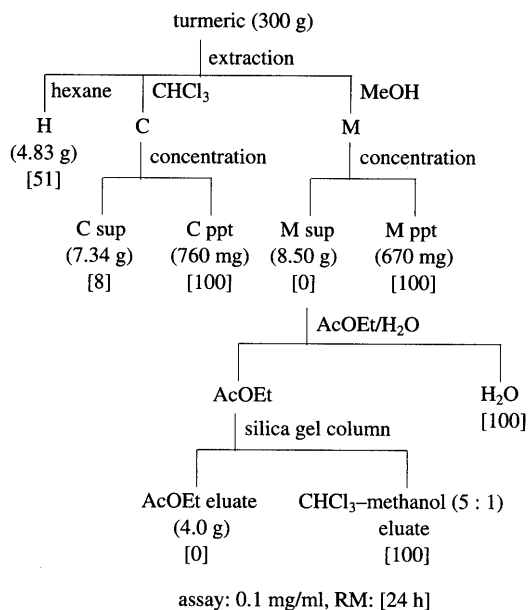 turmeric (300 g)
extraction
hexane CHCl₃ MeOH
H C M
(4.83 g) concentration concentration
[51]
C sup C ppt M sup M ppt
(7.34 g) (760 mg) (8.50 g) (670 mg)
[8] [100] [0] [100]
AcOEt/H₂O
AcOEt H₂O
[100]
silica gel column
AcOEt eluate CHCl₃–methanol (5 : 1)
(4.0 g) eluate
[0] [100]
assay: 0.1 mg/ml, RM: [24 h]